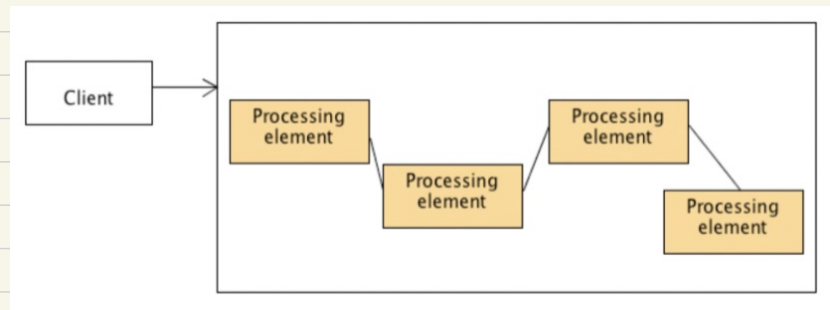 Client
Processing
element
Processing
element
Processing
element
Processing
element